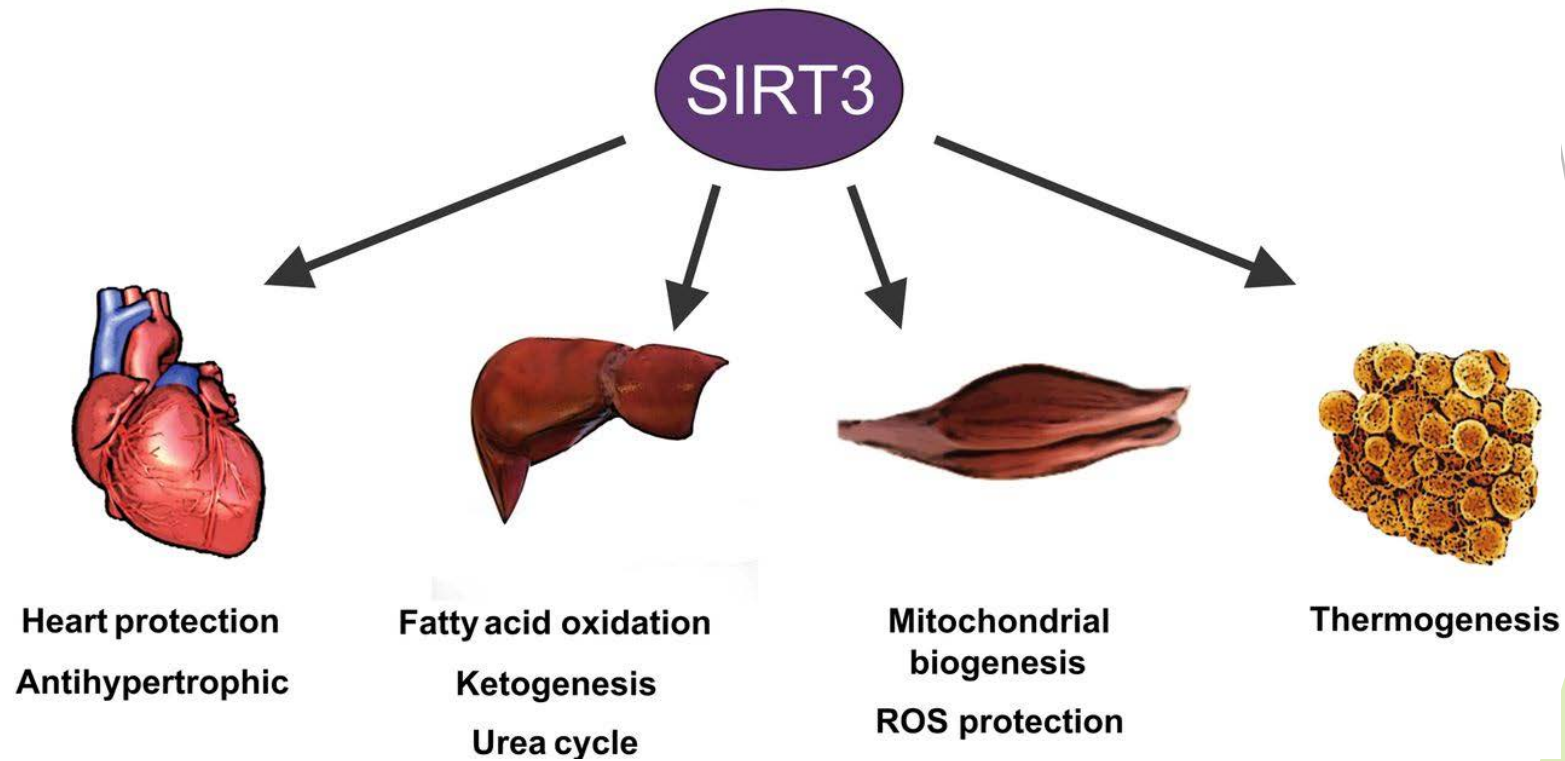 SIRT3
Heart protection
Antihypertrophic
Fatty acid oxidation
Ketogenesis
Urea cycle
Mitochondrial
biogenesis
ROS protection
Thermogenesis